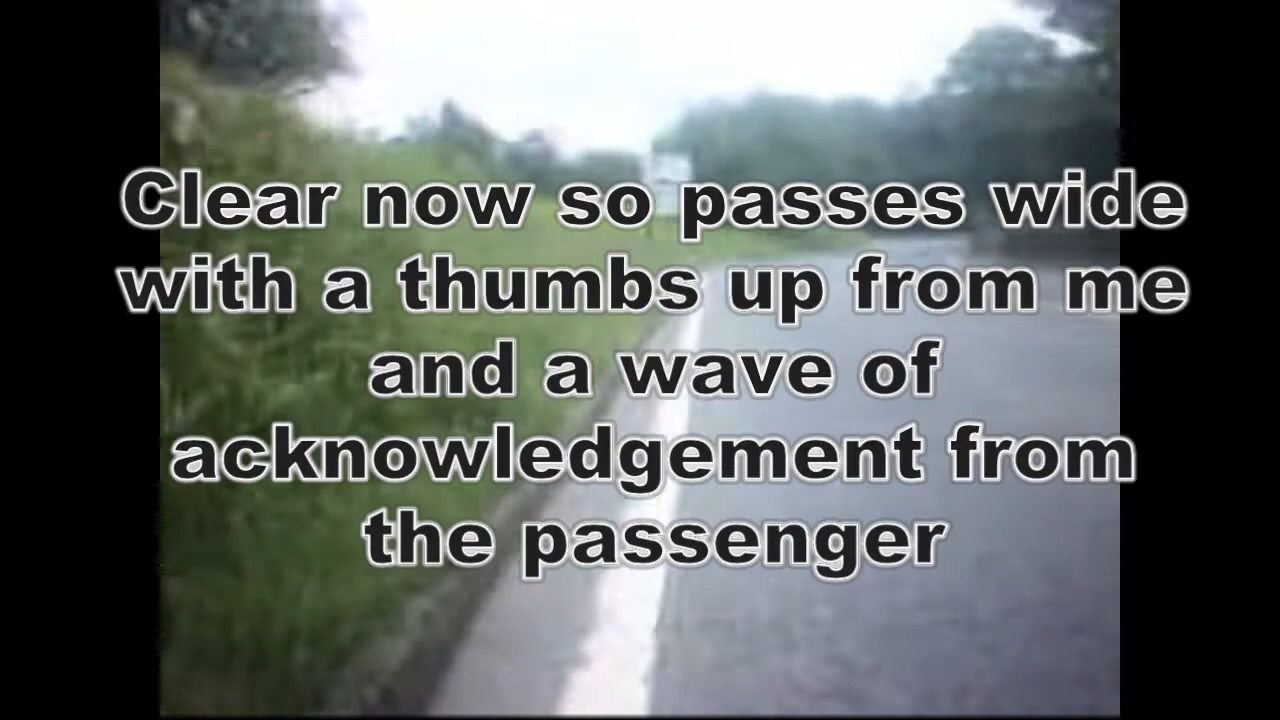 Clear now so passes wide
with a thumbs up from me
and a wave of
acknowledgement from
the passenger